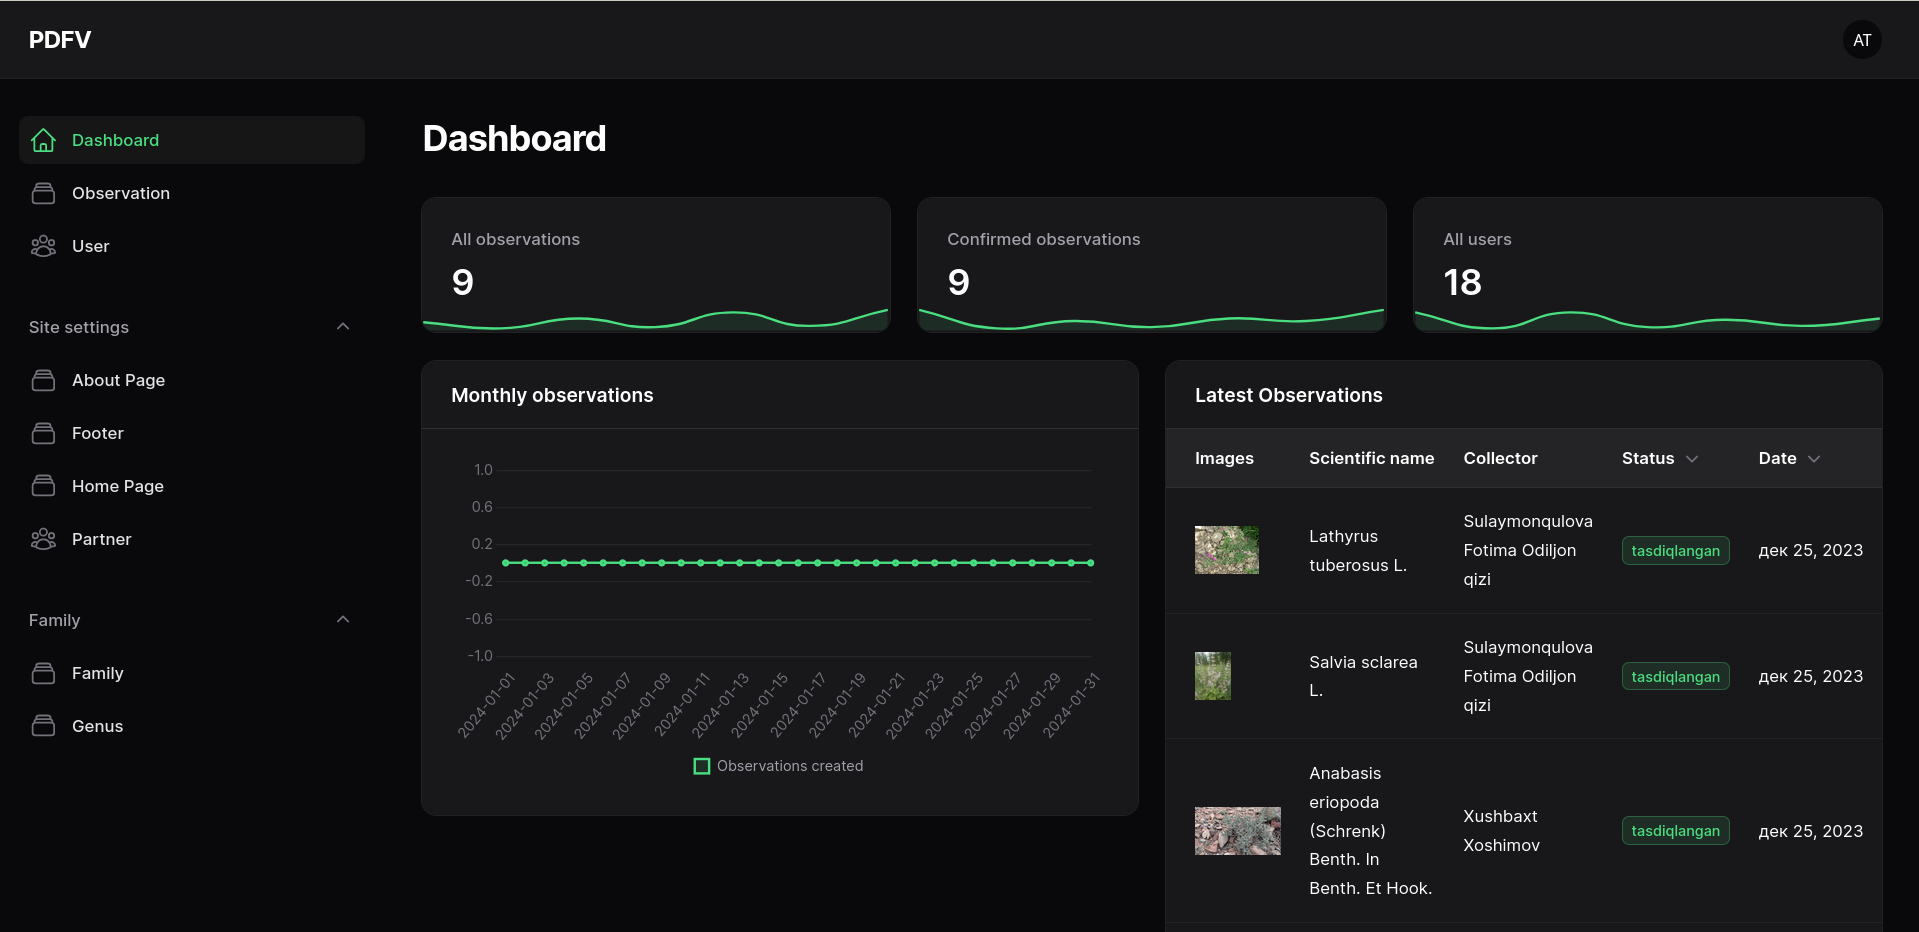 PDFV
AT
Dashboard
Observation
User
Site settings
About Page
Footer
Home Page
Partner
Family
Family
Genus
Dashboard
All observations
9
Confirmed observations
9
All users
18
Monthly observations
1.0
0.6
0.2
-0.2
-0.6
-1.0
2024-01-01
2024-01-03
2024-01-05
2024-01-07
2024-01-09
2024-01-11
2024-01-13
2024-01-15
2024-01-17
2024-01-19
2024-01-21
2024-01-23
2024-01-25
2024-01-27
2024-01-29
2024-01-31
Observations created
Latest Observations
Images Scientific name Collector Status Date
Lathyrus
tuberosus L.
Sulaymonqulova
Fotima Odiljon
qizi
tasdiqlangan
дек 25, 2023
Salvia sclarea
L.
Sulaymonqulova
Fotima Odiljon
qizi
tasdiqlangan
дек 25, 2023
Anabasis
eriopoda
(Schrenk)
Benth. In
Benth. Et Hook.
Xushbaxt
Xoshimov
tasdiqlangan
дек 25, 2023